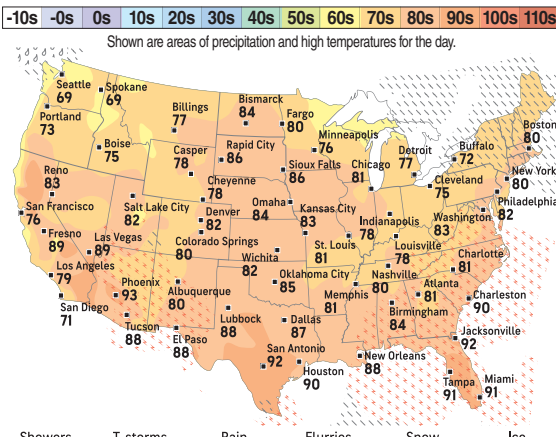 -10s -0s 0s 10s 20s 30s 40s 50s 60s 70s 80s 90s 100s 110s
Shown are areas of precipitation and high temperatures for the day.
Seattle
69
Spokane
69
Portland
73
Billings
77
Bismarck
84
Fargo
80
Minneapolis
76
Boise
75
Casper
78
Rapid City
86
Sioux Falls
86
Chicago
81
Detroit
77
Buffalo
72
Boston
80
Reno
83
Cheyenne
78
Cleveland
75
New York
80
San Francisco
76
Salt Lake City
82
Denver
82
Omaha
84
Kansas City
83
Indianapolis
78
Washington
83
Philadelphia
82
Fresno
89
Las Vegas
89
Colorado Springs
80
Wichita
82
St. Louis
81
Louisville
78
Charlotte
81
Los Angeles
79
Phoenix
93
Albuquerque
80
Oklahoma City
85
Memphis
81
Nashville
80
Atlanta
81
Charleston
90
San Diego
71
Tucson
88
El Paso
88
Lubbock
88
Dallas
87
Birmingham
84
Jacksonville
92
San Antonio
92
Houston
90
New Orleans
88
Tampa
91
Miami
91
Showers T-storms Rain Flurries Snow Ice